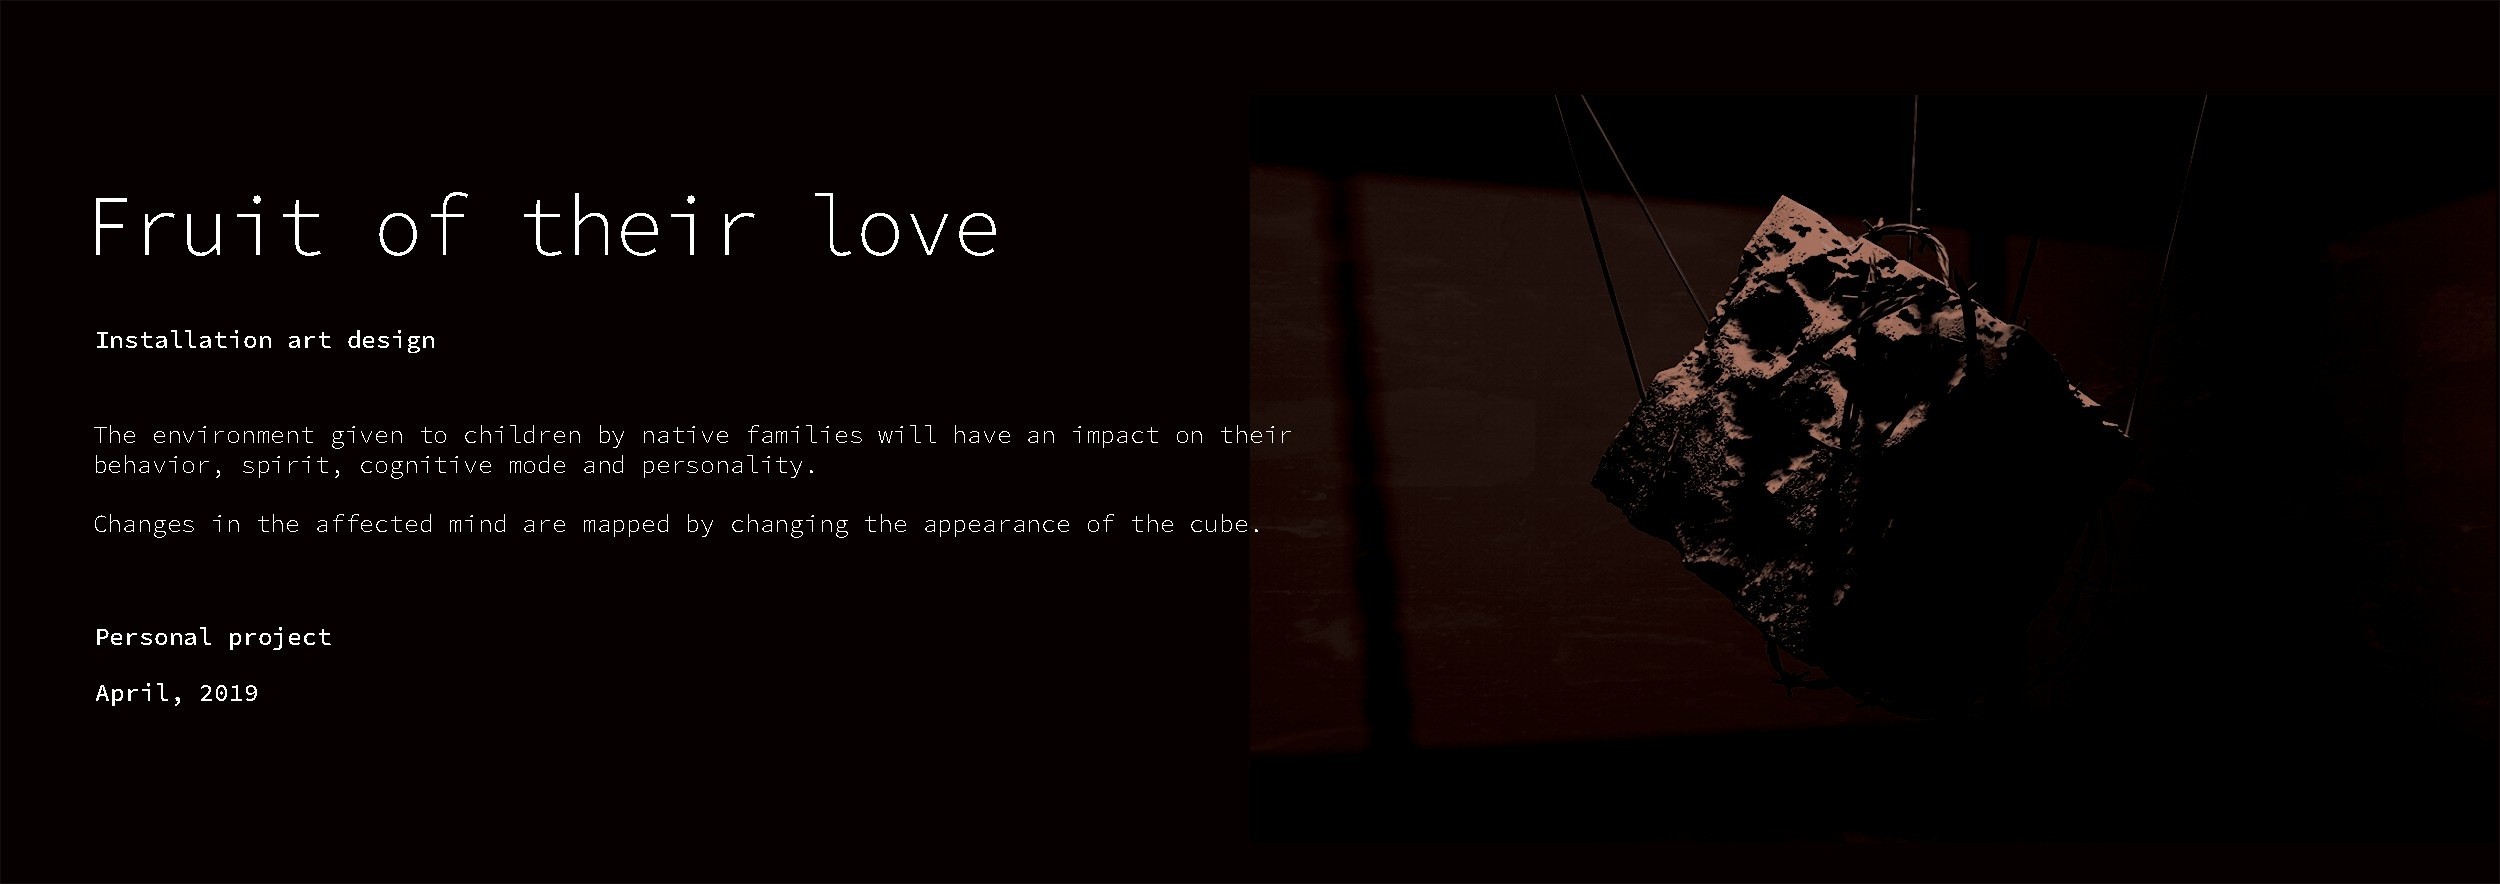 Fruit of their love
Installation art design
The environment given to children by native families will have an impact on their
behavior, spirit, cognitive mode and personality.
Changes in the affected mind are mapped by changing the appearance of the cube.
Personal project
April, 2019